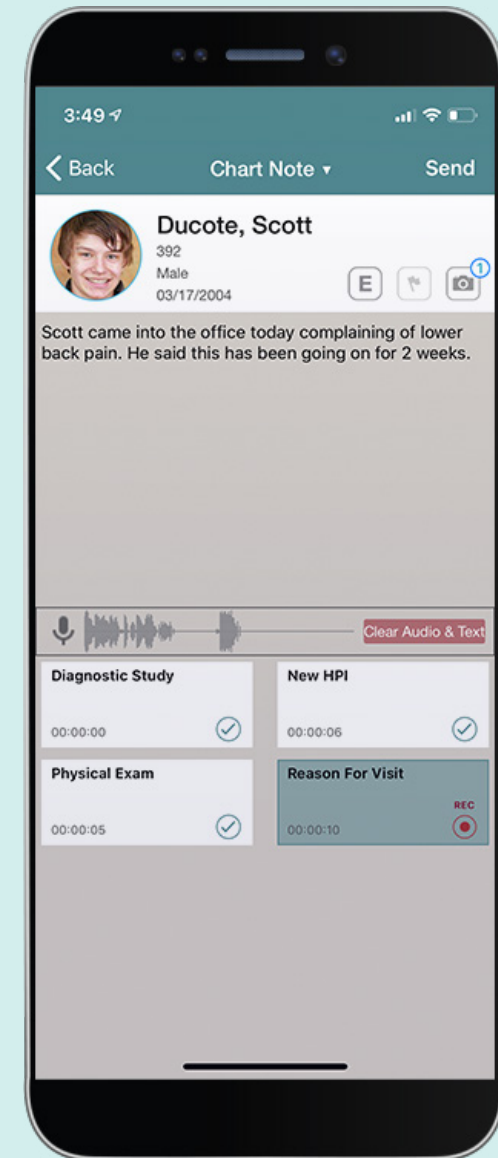 3:49
Back
Chart Note
Send
Ducote, Scott
392
Male
03/17/2004
E
1
Scott came into the office today complaining of lower
back pain. He said this has been going on for 2 weeks.
Clear Audio & Text
Diagnostic Study
00:00:00
New HPI
00:00:06
Physical Exam
00:00:05
Reason For Visit
REC
00:00:10